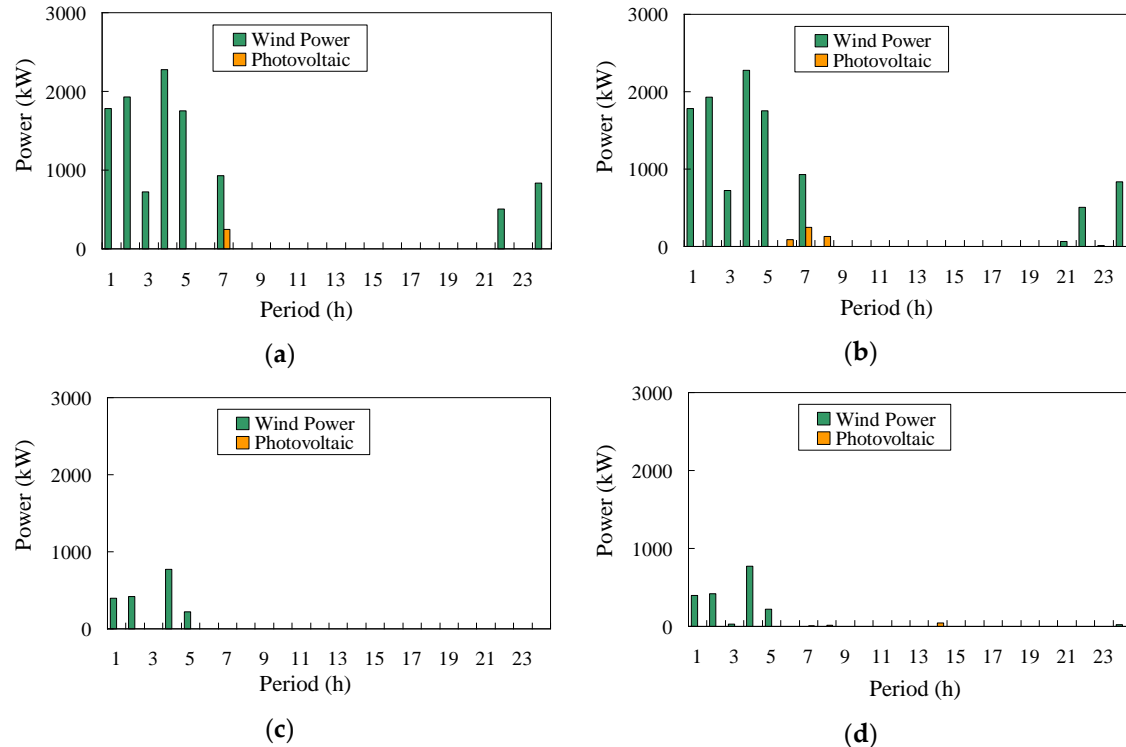 3000
2000
1000
0
Power (kW)
Wind Power
Photovoltaic
1 3 5 7 9 11 13 15 17 19 21 23
Period (h)
(a)
3000
2000
1000
0
Power (kW)
Wind Power
Photovoltaic
1 3 5 7 9 11 13 15 17 19 21 23
Period (h)
(b)
3000
2000
1000
0
Power (kW)
Wind Power
Photovoltaic
1 3 5 7 9 11 13 15 17 19 21 23
Period (h)
(c)
3000
2000
1000
0
Power (kW)
Wind Power
Photovoltaic
1 3 5 7 9 11 13 15 17 19 21 23
Period (h)
(d)